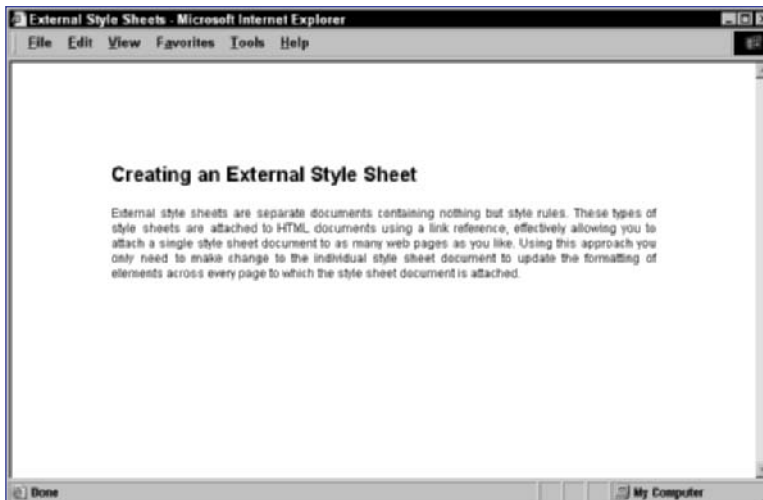 External Style Sheets - Microsoft Internet Explorer
File Edit View Favorites Tools Help
Creating an External Style Sheet
External style sheets are separate documents containing nothing but style rules. These types of
style sheets are attached to HTML documents using a link reference, effectively allowing you to
attach a single style sheet document to as many web pages as you like. Using this approach you
only need to make change to the individual style sheet document to update the formatting of
elements across every page to which the style sheet document is attached.
Done My Computer